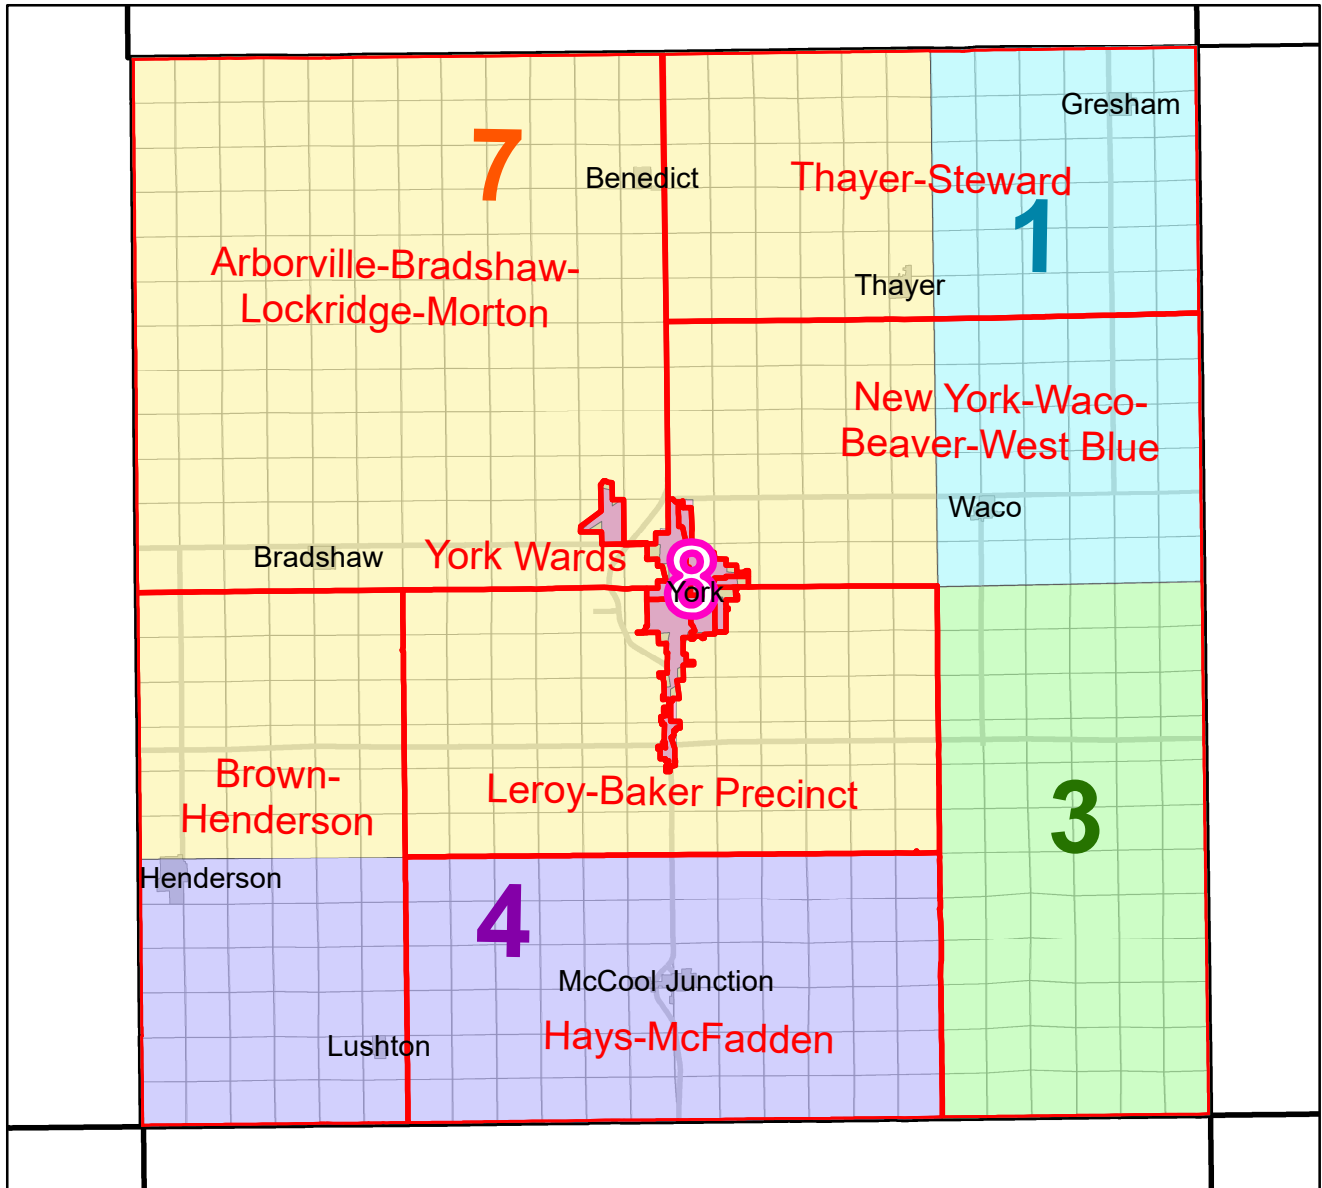 Gresham
7
Benedict
Thayer-Steward
1
Arborville-Bradshaw-
Lockridge-Morton
Thayer
New York-Waco-
Beaver-West Blue
Waco
Bradshaw
York Wards
8
York
Brown-
Henderson
Leroy-Baker Precinct
3
Henderson
4
McCool Junction
Hays-McFadden
Lushton